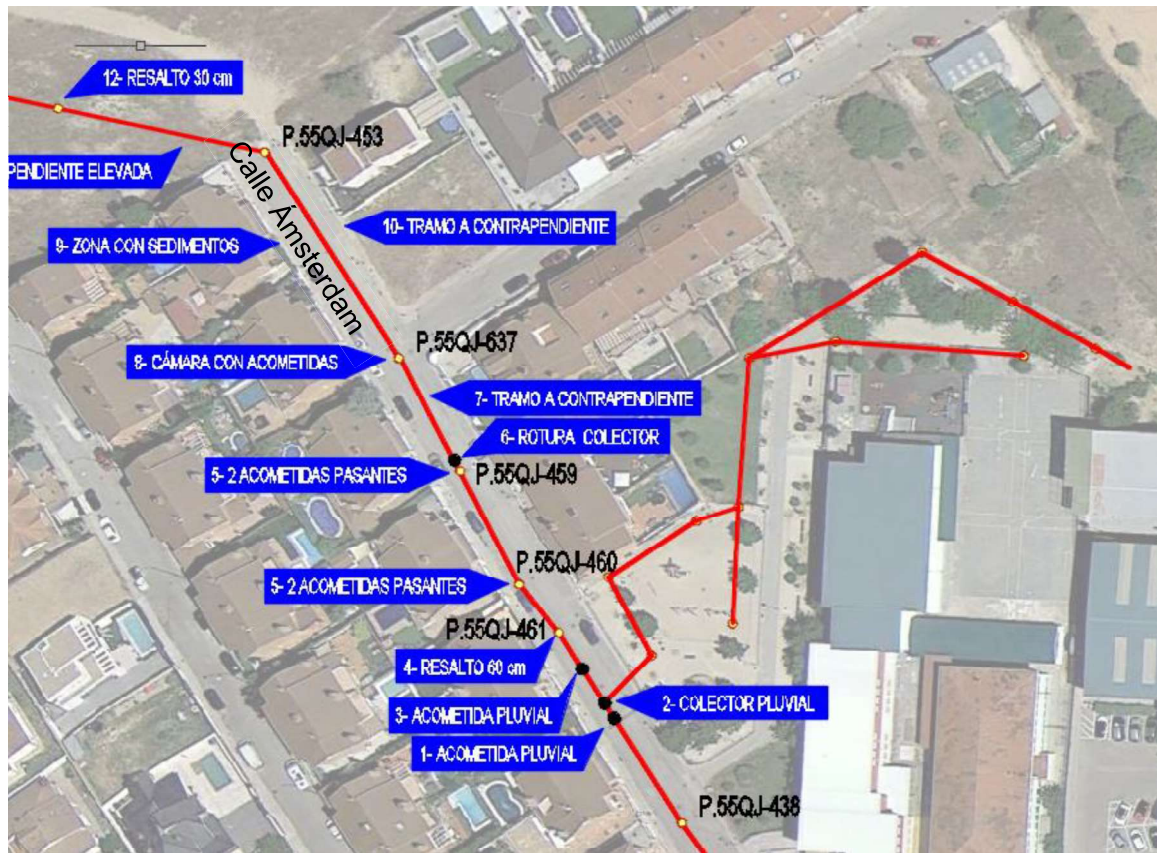 12- RESALTO 30 cm
P.55QJ-453
PENDIENTE ELEVADA
Calle Ámsterdam
10- TRAMO A CONTRAPENDIENTE
9- ZONA CON SEDIMENTOS
P.55QJ-637
8- CÁMARA CON ACOMETIDAS
7- TRAMO A CONTRAPENDIENTE
6- ROTURA COLECTOR
5- 2 ACOMETIDAS PASANTES
P.55QJ-459
P.55QJ-460
5- 2 ACOMETIDAS PASANTES
P.55QJ-461
4- RESALTO 60 cm
2- COLECTOR PLUVIAL
3- ACOMETIDA PLUVIAL
1- ACOMETIDA PLUVIAL
P.55QJ-438